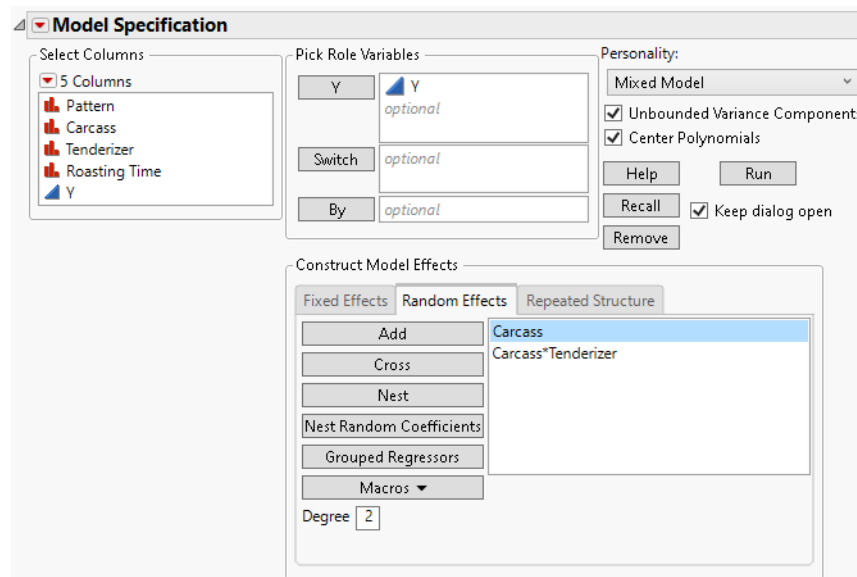 Model Specification
Select Columns
5 Columns
Pattern
Carcass
Tenderizer
Roasting Time
Y
Pick Role Variables
Y
Y
optional
Switch
optional
By
optional
Personality:
Mixed Model
Unbounded Variance Component
Center Polynomials
Help
Run
Recall
Keep dialog open
Remove
Construct Model Effects
Fixed Effects
Random Effects
Repeated Structure
Add
Cross
Nest
Nest Random Coefficients
Grouped Regressors
Macros
Degree 2
Carcass
Carcass*Tenderizer